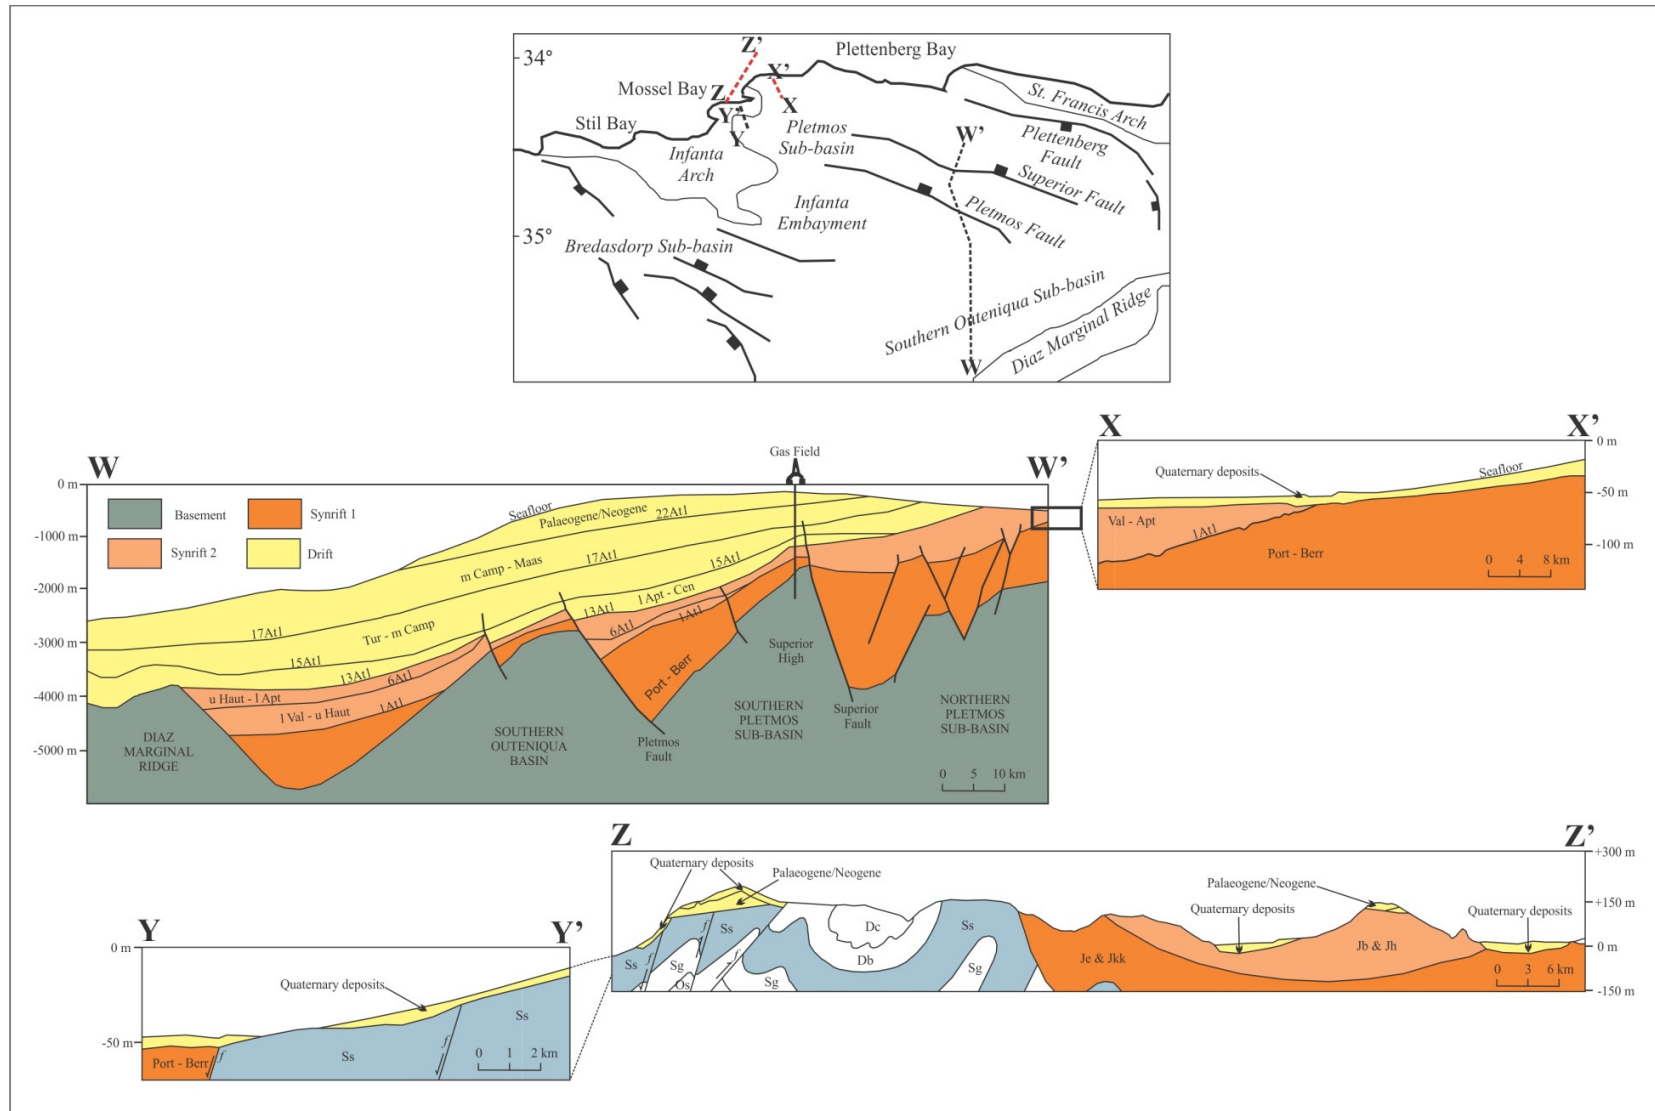 34°
35°
Z'
X'
Plettenberg Bay
Mossel Bay
Z
X
Y'
Y
Stil Bay
Infanta
Arch
Pletmos
Sub-basin
Infanta
Embayment
W'
St. Francis Arch
Plettenberg
Fault
Superior Fault
Pletmos Fault
Bredasdorp Sub-basin
Southern Outeniqua Sub-basin
Diaz Marginal Ridge
W
W
W'
Gas Field
0 m
-1000 m
-2000 m
-3000 m
-4000 m
-5000 m
Basement
Synrift 1
Synrift 2
Drift
Seafloor
Palaeogene/Neogene
22At1
m Camp - Maas
17At1
15At1
l Apt - Cen
13At1
6At1
1At1
17At1
Tur - m Camp
15At1
13At1
6At1
u Haut - l Apt
l Val - u Haut
1At1
Port - Berr
DIAZ
MARGINAL
RIDGE
SOUTHERN
OUTENIQUA
BASIN
Pletmos
Fault
SOUTHERN
PLETMOS
SUB-BASIN
Superior
High
Superior
Fault
NORTHERN
PLETMOS
SUB-BASIN
0 5 10 km
X
X'
0 m
-50 m
-100 m
Quaternary deposits
Seafloor
Val - Apt
1At1
Port - Berr
0 4 8 km
Z
Z'
+300 m
+150 m
0 m
-150 m
Quaternary deposits
Palaeogene/Neogene
Palaeogene/Neogene
Quaternary deposits
Quaternary deposits
Ss
f
Sg
Os
f
Ss
f
Sg
Dc
Db
Ss
Sg
Je & Jkk
Jb & Jh
0 3 6 km
Y
Y'
0 m
-50 m
Quaternary deposits
Port - Berr
f
Ss
f
Ss
0 1 2 km